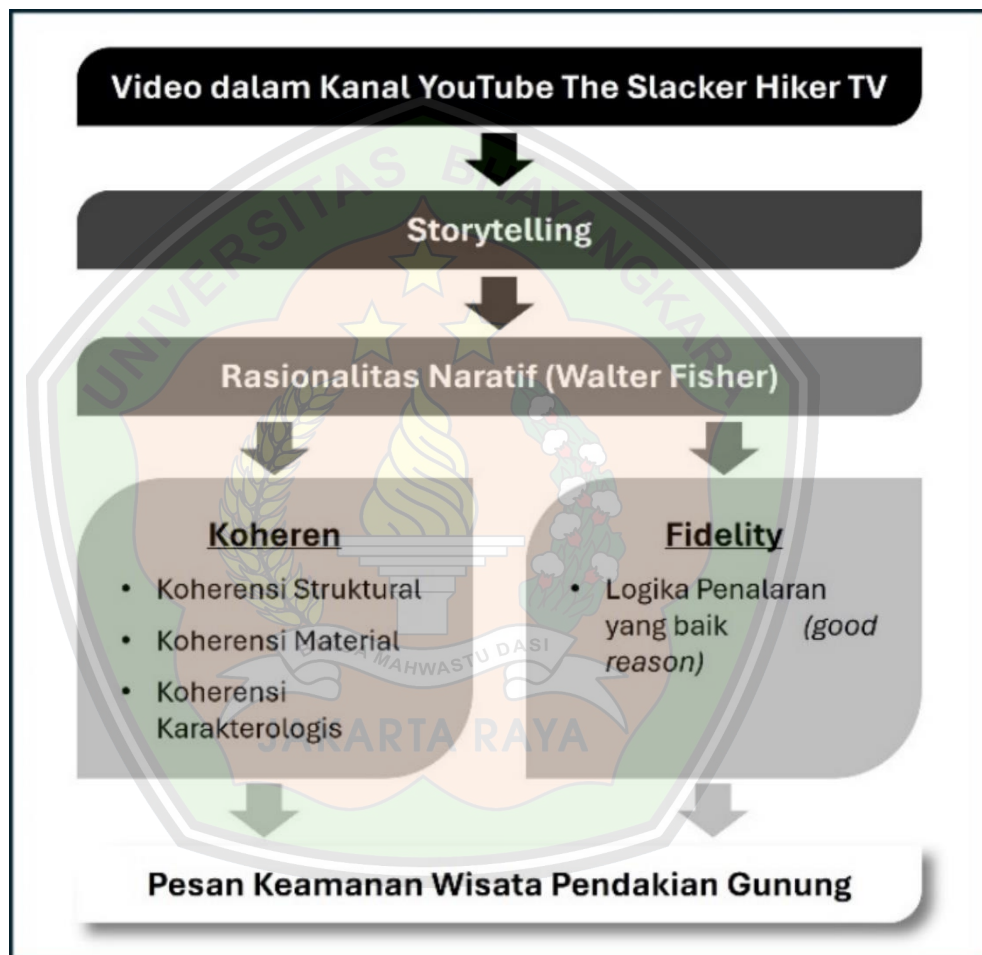 Video dalam Kanal YouTube The Slacker Hiker TV
Storytelling
Rasionalitas Naratif (Walter Fisher)
Koheren
• Koherensi Struktural
• Koherensi Material
• Koherensi
Karakterologis
Fidelity
• Logika Penalaran
yang baik (good
reason)
Pesan Keamanan Wisata Pendakian Gunung
UNIVERSITAS BHAYANGKARA
MAHWASTU DASI
JAKARTA RAYA